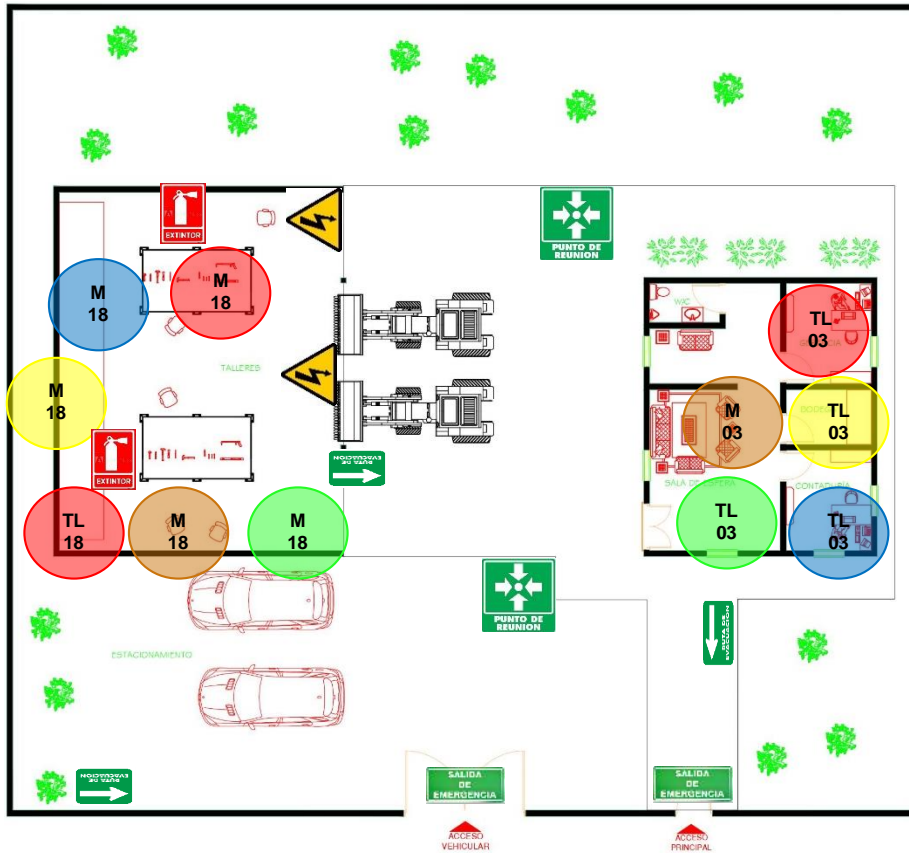 EXTINTOR
PUNTO DE
REUNION
W.C
M
18
M
18
TL
03
TALLERES
M
18
M
03
TL
03
EXTINTOR
RUTA DE
EVACUACION
SALA DE ESPERA
CONTADURÍA
TL
18
M
18
M
18
TL
03
TL
03
PUNTO DE
REUNION
RUTA DE
EVACUACION
ESTACIONAMIENTO
RUTA DE
EVACUACION
SALIDA
DE
EMERGENCIA
SALIDA
DE
EMERGENCIA
ACCESO
VEHICULAR
ACCESO
PRINCIPAL